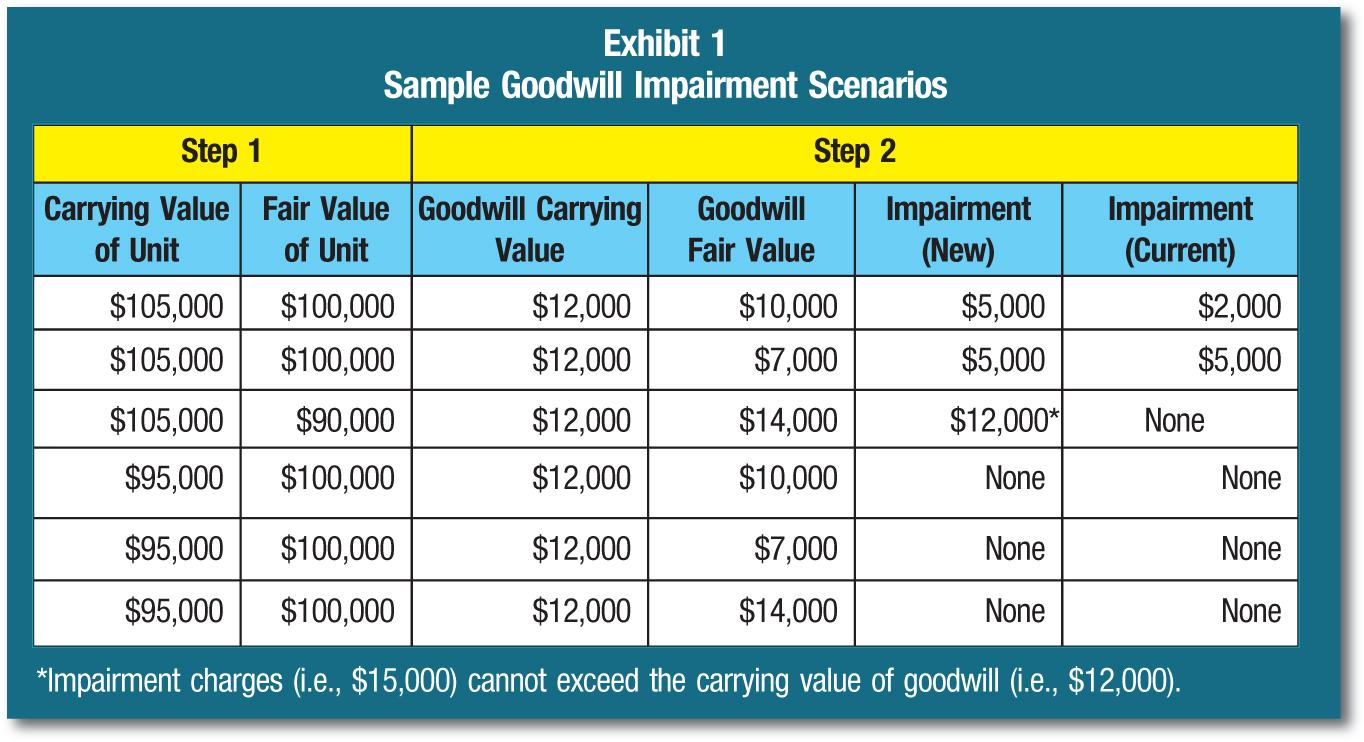 Exhibit 1
Sample Goodwill Impairment Scenarios
Step 1 Step 2
Carrying Value of Unit Fair Value of Unit Goodwill Carrying Value Goodwill Fair Value Impairment (New) Impairment (Current)
$105,000 $100,000 $12,000 $10,000 $5,000 $2,000
$105,000 $100,000 $12,000 $7,000 $5,000 $5,000
$105,000 $90,000 $12,000 $14,000 $12,000* None
$95,000 $100,000 $12,000 $10,000 None None
$95,000 $100,000 $12,000 $7,000 None None
$95,000 $100,000 $12,000 $14,000 None None
*Impairment charges (i.e., $15,000) cannot exceed the carrying value of goodwill (i.e., $12,000).